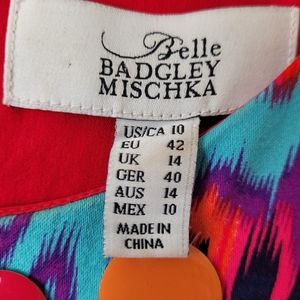 Belle
BADGLEY
MISCHKA
US/CA 10
EU 42
UK 14
GER 40
AUS 14
MEX 10
MADE IN
CHINA